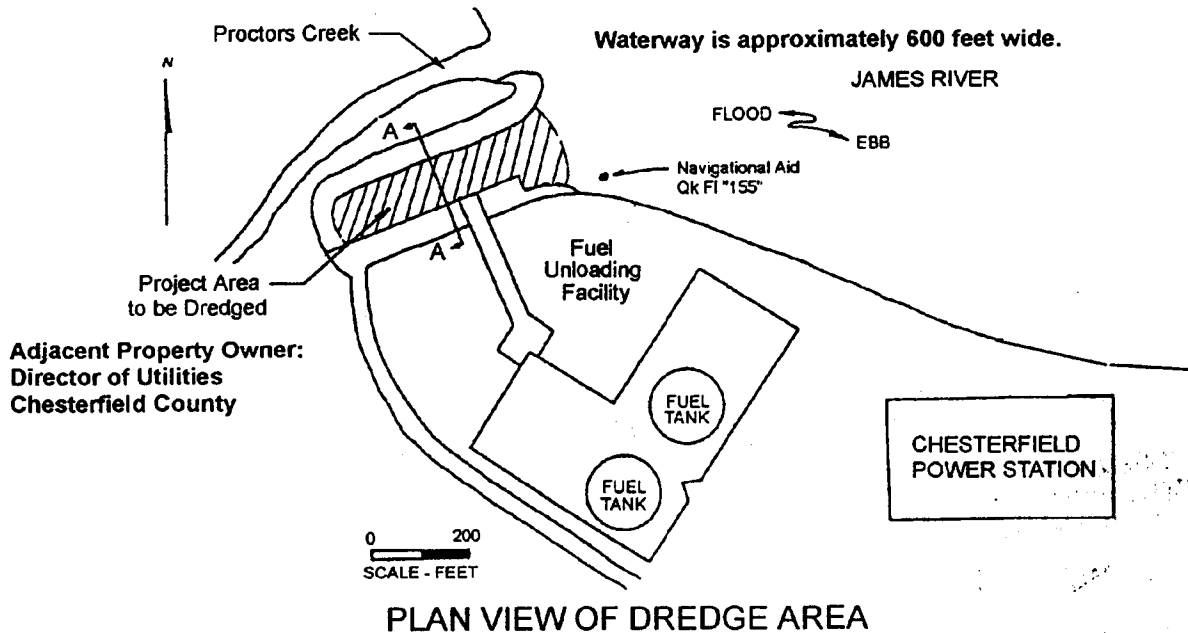 Proctors Creek
Waterway is approximately 600 feet wide.
JAMES RIVER
N
FLOOD
EBB
A
Navigational Aid
Qk Fl "155"
A
Fuel
Unloading
Facility
Project Area
to be Dredged
Adjacent Property Owner:
Director of Utilities
Chesterfield County
FUEL
TANK
CHESTERFIELD
POWER STATION
FUEL
TANK
0 200
SCALE - FEET
PLAN VIEW OF DREDGE AREA